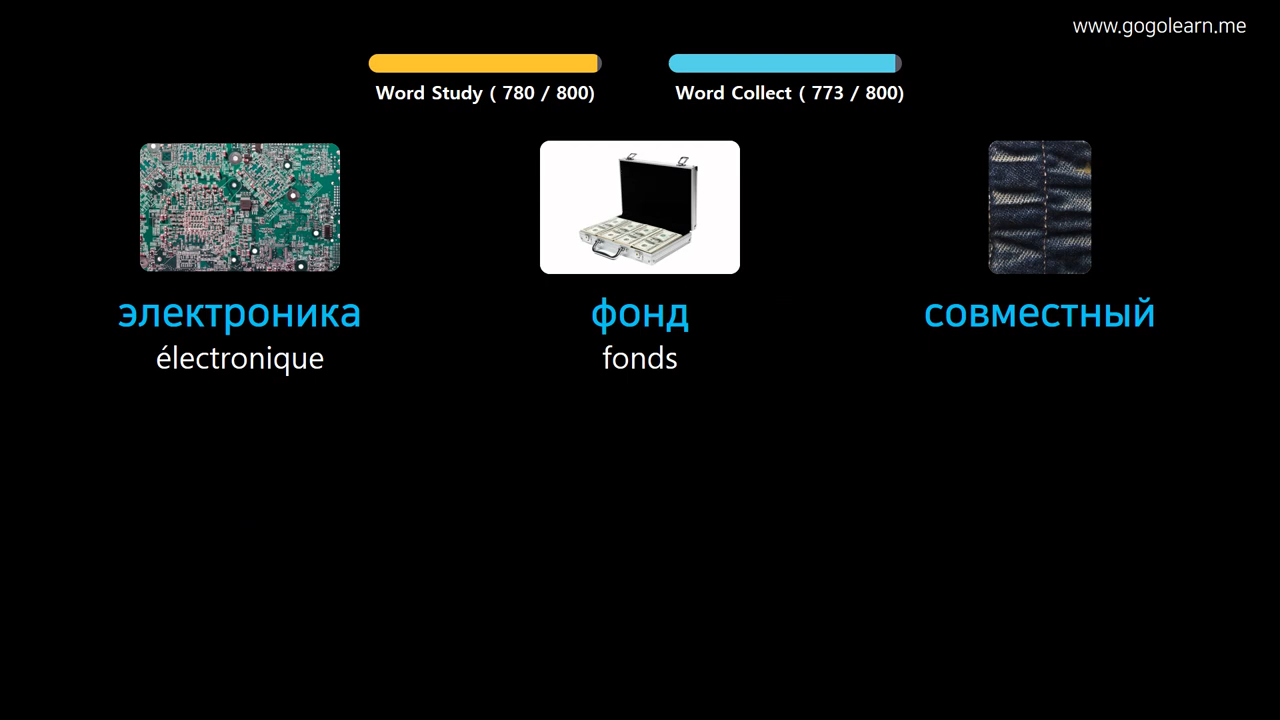 www.gogolearn.me
Word Study ( 780 / 800)
Word Collect ( 773 / 800)
электроника
électronique
фонд
fonds
совместный